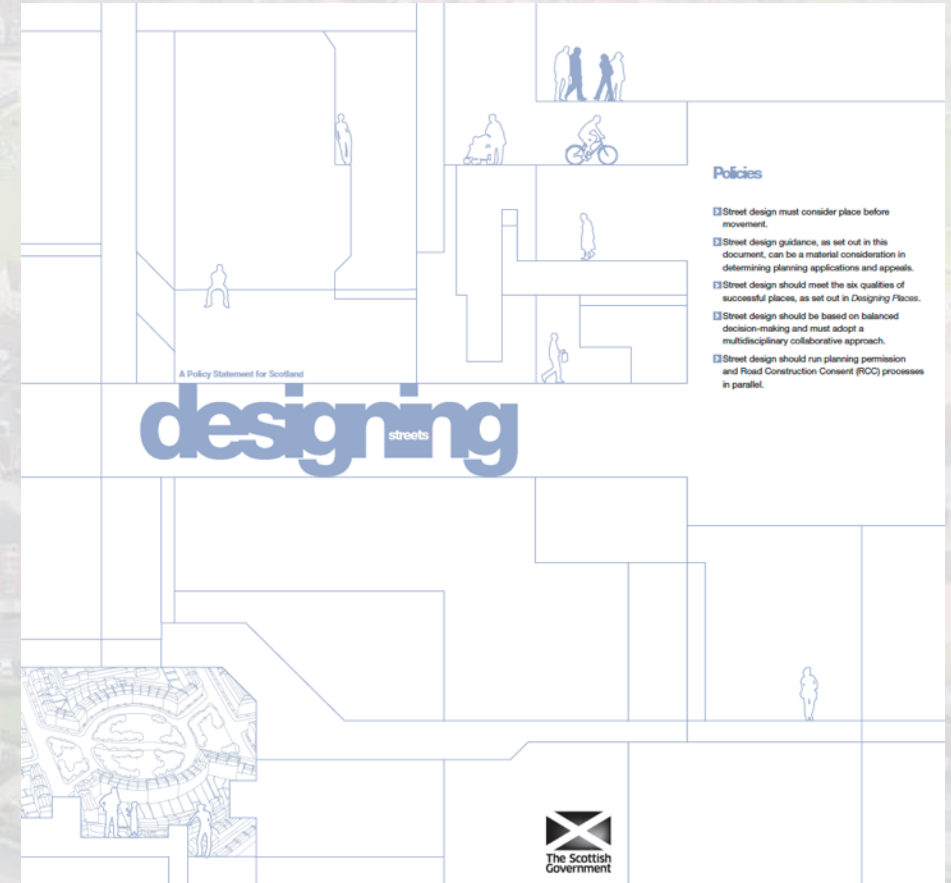 Policies
Street design must consider place before
movement.
Street design guidance, as set out in this
document, can be a material consideration in
determining planning applications and appeals.
Street design should meet the six qualities of
successful places, as set out in Designing Places.
Street design should be based on balanced
decision-making and must adopt a
multidisciplinary collaborative approach.
Street design should run planning permission
and Road Construction Consent (RCC) processes
in parallel.
A Policy Statement for Scotland
designing
streets
The Scottish
Government